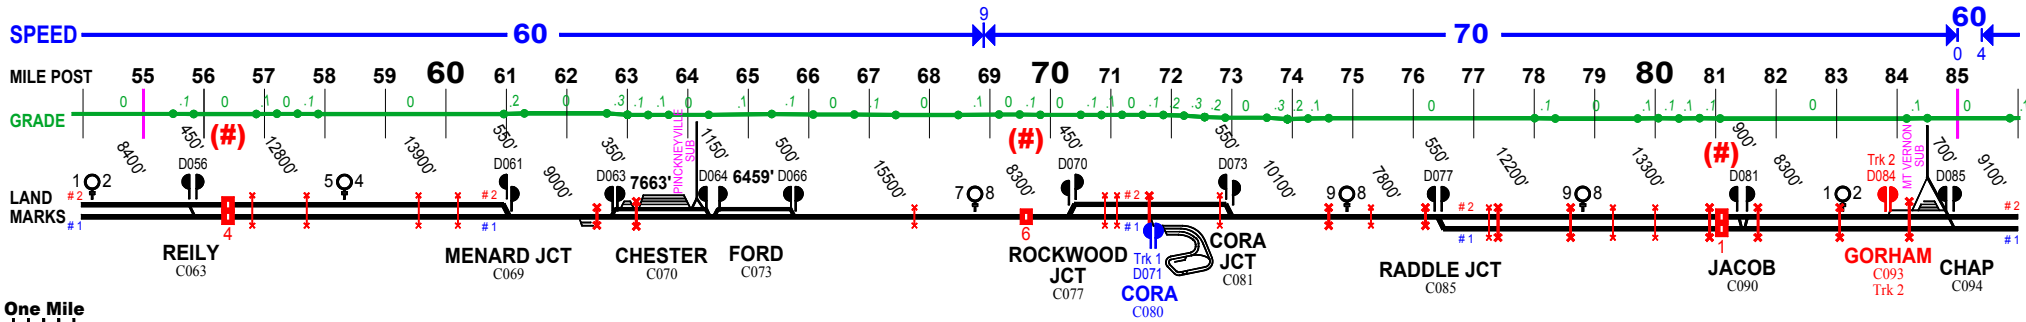 9 60
SPEED 60 70
0 4
MILE POST 55 56 57 58 59 60 61 62 63 64 65 66 67 68 69 70 71 72 73 74 75 76 77 78 79 80 81 82 83 84 85
GRADE 0 .1 0 .1 0 .1 0 .2 0 .3 .1 .1 0 .1 0 .1 0 .1 0 .1 0 .1 0 .1 .2 .3 .2 0 .3 .2 .1 0 .1 0 .1 .1 .1 .1 0 .1 0
(#) (#) (#)
8400' 450' 12800' 13900' 550' 9000' 350' 1150' 500' 15500' 8300' 450' 550' 10100' 7800' 550' 12200' 13300' 900' 8300' 700' 9100'
PINCKNEYVILLE
SUB
MT VERNON
SUB
D056 D061 D063 7663' D064 6459' D066 D070 D073 D077 D081 Trk 2
D084 D085
1 2 5 4 7 8 9 8 9 8 1 2
LAND
MARKS
# 2 # 2 # 2 # 2 # 2
# 1 # 1 # 1 # 1 # 1
4 6 1
REILY
C063
MENARD JCT
C069
CHESTER
C070
FORD
C073
ROCKWOOD
JCT
C077
Trk 1
D071
CORA
C080
CORA
JCT
C081
RADDLE JCT
C085
JACOB
C090
GORHAM
C093
Trk 2
CHAP
C094
One Mile